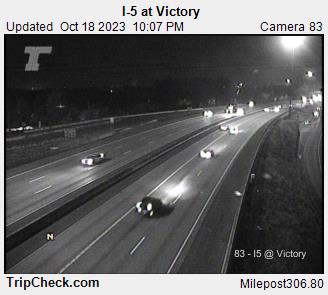 I-5 at Victory
Updated Oct 18 2023 10:07 PM Camera 83
T
N
83 - I5 @ Victory
TripCheck.com Milepost306.80